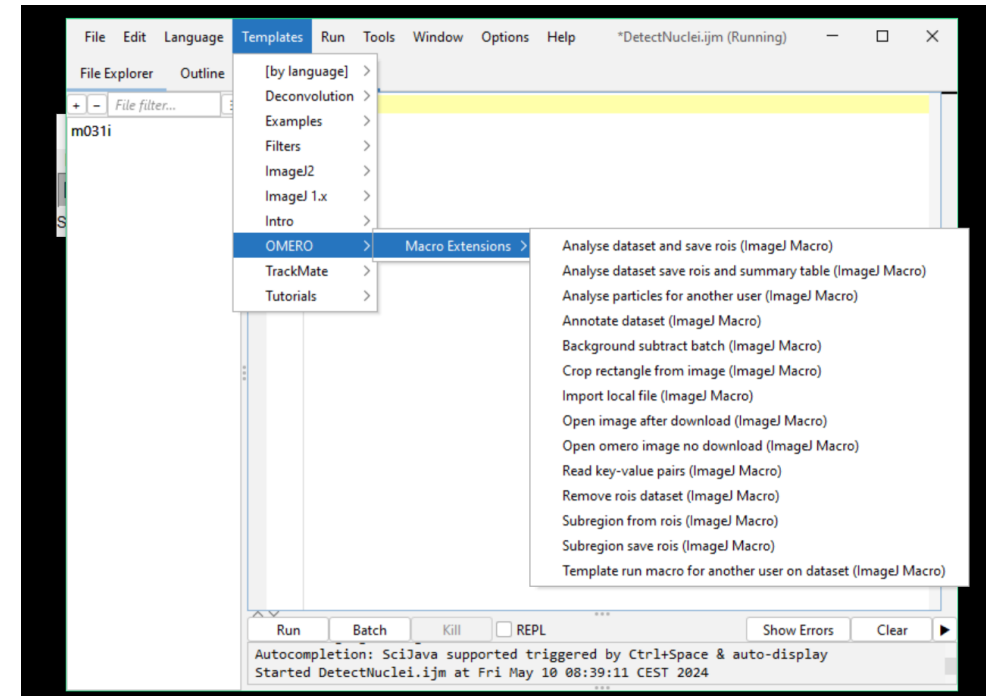 File Edit Language Templates Run Tools Window Options Help *DetectNuclei.ijm (Running)
File Explorer Outline
+ - File filter...
m031i
[by language]
Deconvolution
Examples
Filters
ImageJ2
ImageJ 1.x
Intro
OMERO
TrackMate
Tutorials
Macro Extensions
Analyse dataset and save rois (ImageJ Macro)
Analyse dataset save rois and summary table (ImageJ Macro)
Analyse particles for another user (ImageJ Macro)
Annotate dataset (ImageJ Macro)
Background subtract batch (ImageJ Macro)
Crop rectangle from image (ImageJ Macro)
Import local file (ImageJ Macro)
Open image after download (ImageJ Macro)
Open omero image no download (ImageJ Macro)
Read key-value pairs (ImageJ Macro)
Remove rois dataset (ImageJ Macro)
Subregion from rois (ImageJ Macro)
Subregion save rois (ImageJ Macro)
Template run macro for another user on dataset (ImageJ Macro)
Run Batch Kill REPL Show Errors Clear
Autocompletion: SciJava supported triggered by Ctrl+Space & auto-display
Started DetectNuclei.ijm at Fri May 10 08:39:11 CEST 2024